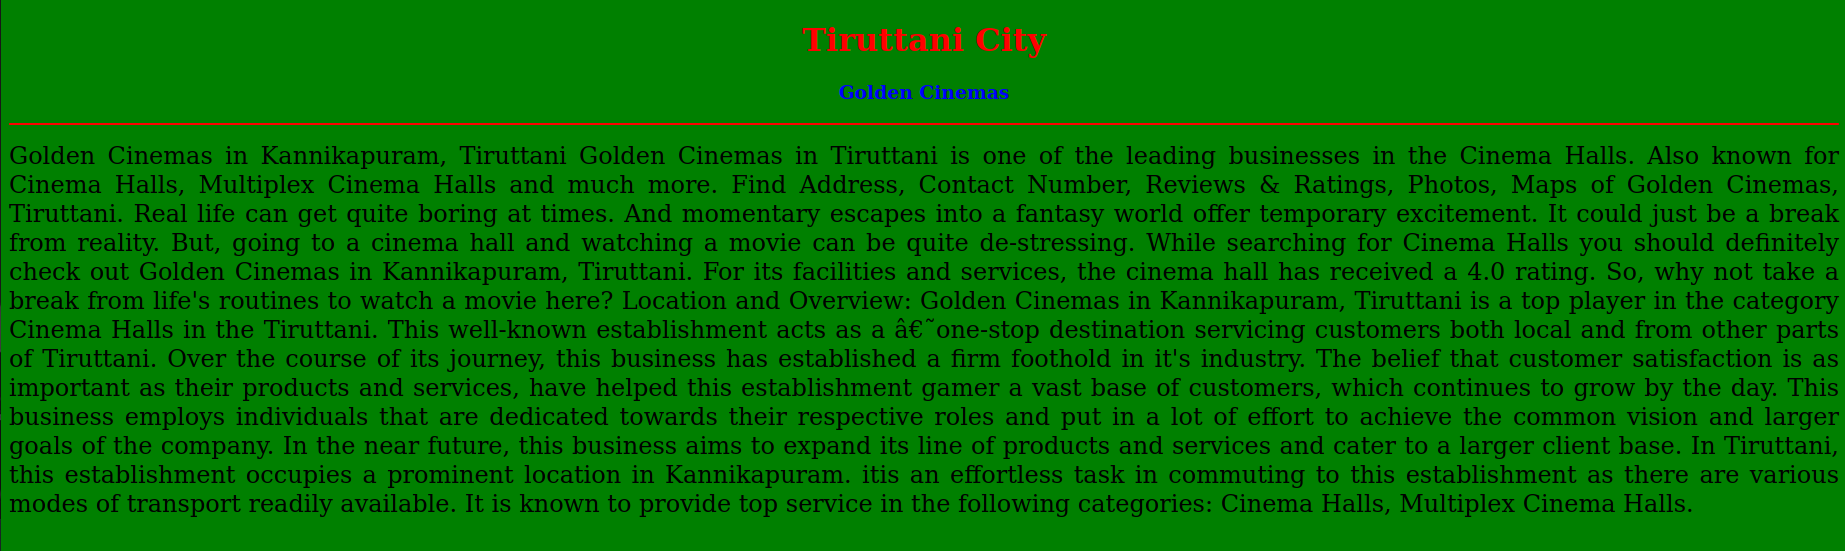 Tiruttani City
Golden Cinemas
Golden Cinemas in Kannikapuram, Tiruttani Golden Cinemas in Tiruttani is one of the leading businesses in the Cinema Halls. Also known for
Cinema Halls, Multiplex Cinema Halls and much more. Find Address, Contact Number, Reviews & Ratings, Photos, Maps of Golden Cinemas,
Tiruttani. Real life can get quite boring at times. And momentary escapes into a fantasy world offer temporary excitement. It could just be a break
from reality. But, going to a cinema hall and watching a movie can be quite de-stressing. While searching for Cinema Halls you should definitely
check out Golden Cinemas in Kannikapuram, Tiruttani. For its facilities and services, the cinema hall has received a 4.0 rating. So, why not take a
break from life's routines to watch a movie here? Location and Overview: Golden Cinemas in Kannikapuram, Tiruttani is a top player in the category
Cinema Halls in the Tiruttani. This well-known establishment acts as a â€˜one-stop destination servicing customers both local and from other parts
of Tiruttani. Over the course of its journey, this business has established a firm foothold in it's industry. The belief that customer satisfaction is as
important as their products and services, have helped this establishment gamer a vast base of customers, which continues to grow by the day. This
business employs individuals that are dedicated towards their respective roles and put in a lot of effort to achieve the common vision and larger
goals of the company. In the near future, this business aims to expand its line of products and services and cater to a larger client base. In Tiruttani,
this establishment occupies a prominent location in Kannikapuram. itis an effortless task in commuting to this establishment as there are various
modes of transport readily available. It is known to provide top service in the following categories: Cinema Halls, Multiplex Cinema Halls.